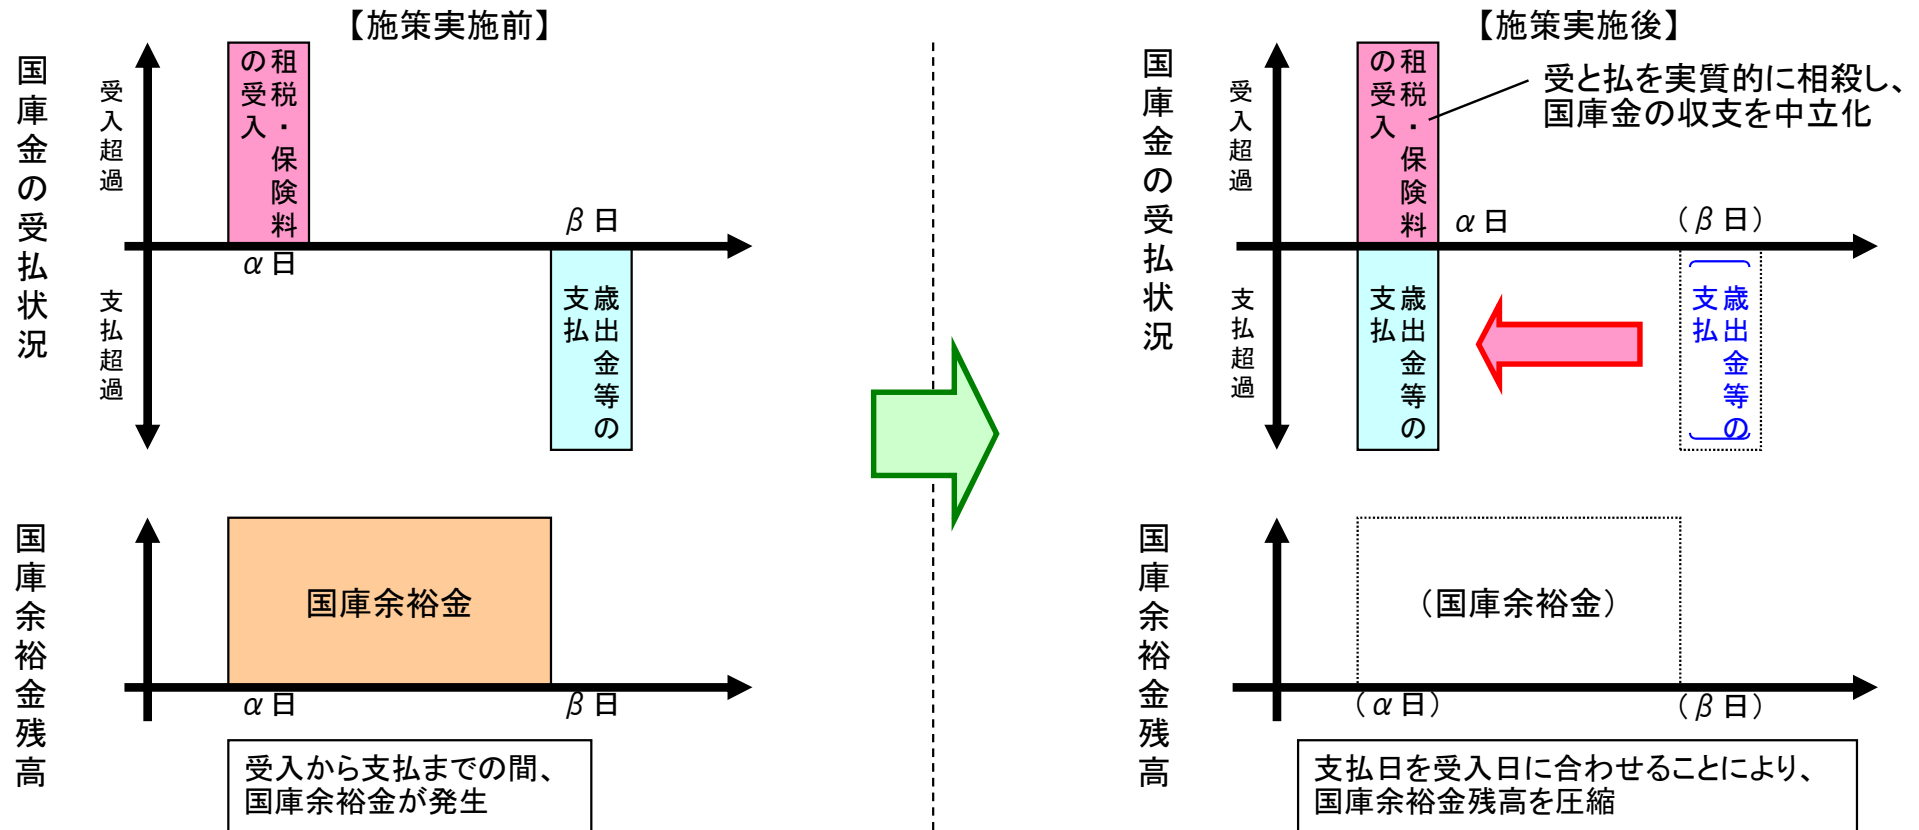 【施策実施前】
国庫金の受払状況
受入超過
支払超過
租税・保険料
の受入
α日
β日
歳出金等の
支払
国庫余裕金残高
国庫余裕金
α日
β日
受入から支払までの間、
国庫余裕金が発生
【施策実施後】
国庫金の受払状況
受入超過
支払超過
租税・保険料
の受入
受と払を実質的に相殺し、
国庫金の収支を中立化
α日
（β日）
歳出金等の
支払
歳出金等の
支払
国庫余裕金残高
（国庫余裕金）
（α日）
（β日）
支払日を受入日に合わせることにより、
国庫余裕金残高を圧縮